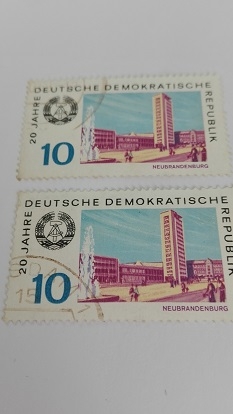 20 JAHRE DEUTSCHE DEMOKRATISCHE REPUBLIK
10
NEUBRANDENBURG
20 JAHRE DEUTSCHE DEMOKRATISCHE REPUBLIK
10
NEUBRANDENBURG